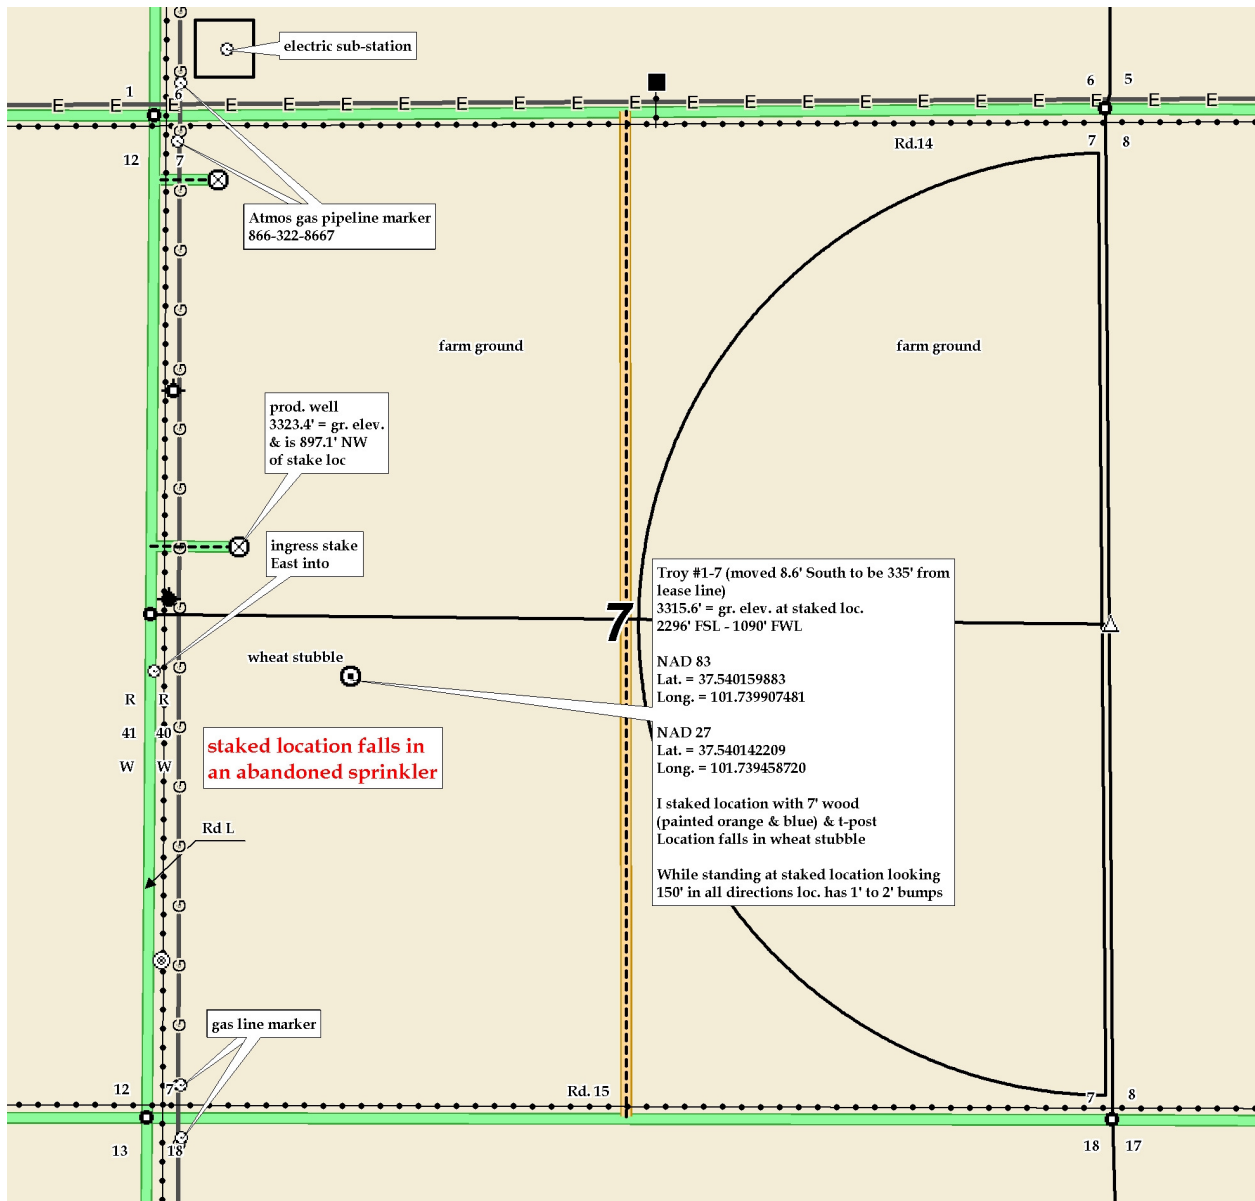 electric sub-station
1
6
6
5
E E E E E E E E E E E E E E E E E E E E E
12
7
7
8
Rd.14
Atmos gas pipeline marker
866-322-8667
farm ground
farm ground
prod. well
3323.4' = gr. elev.
& is 897.1' NW
of stake loc
ingress stake
East into
7
Troy #1-7 (moved 8.6' South to be 335' from
lease line)
3315.6' = gr. elev. at staked loc.
2296' FSL - 1090' FWL
NAD 83
Lat. = 37.540159883
Long. = 101.739907481
NAD 27
Lat. = 37.540142209
Long. = 101.739458720
I staked location with 7' wood
(painted orange & blue) & t-post
Location falls in wheat stubble
While standing at staked location looking
150' in all directions loc. has 1' to 2' bumps
wheat stubble
R R
41 40
W W
staked location falls in
an abandoned sprinkler
Rd L
G G G G G G G G G G G G G G G G G G G G
gas line marker
12
7
Rd. 15
7
8
13
18
18
17